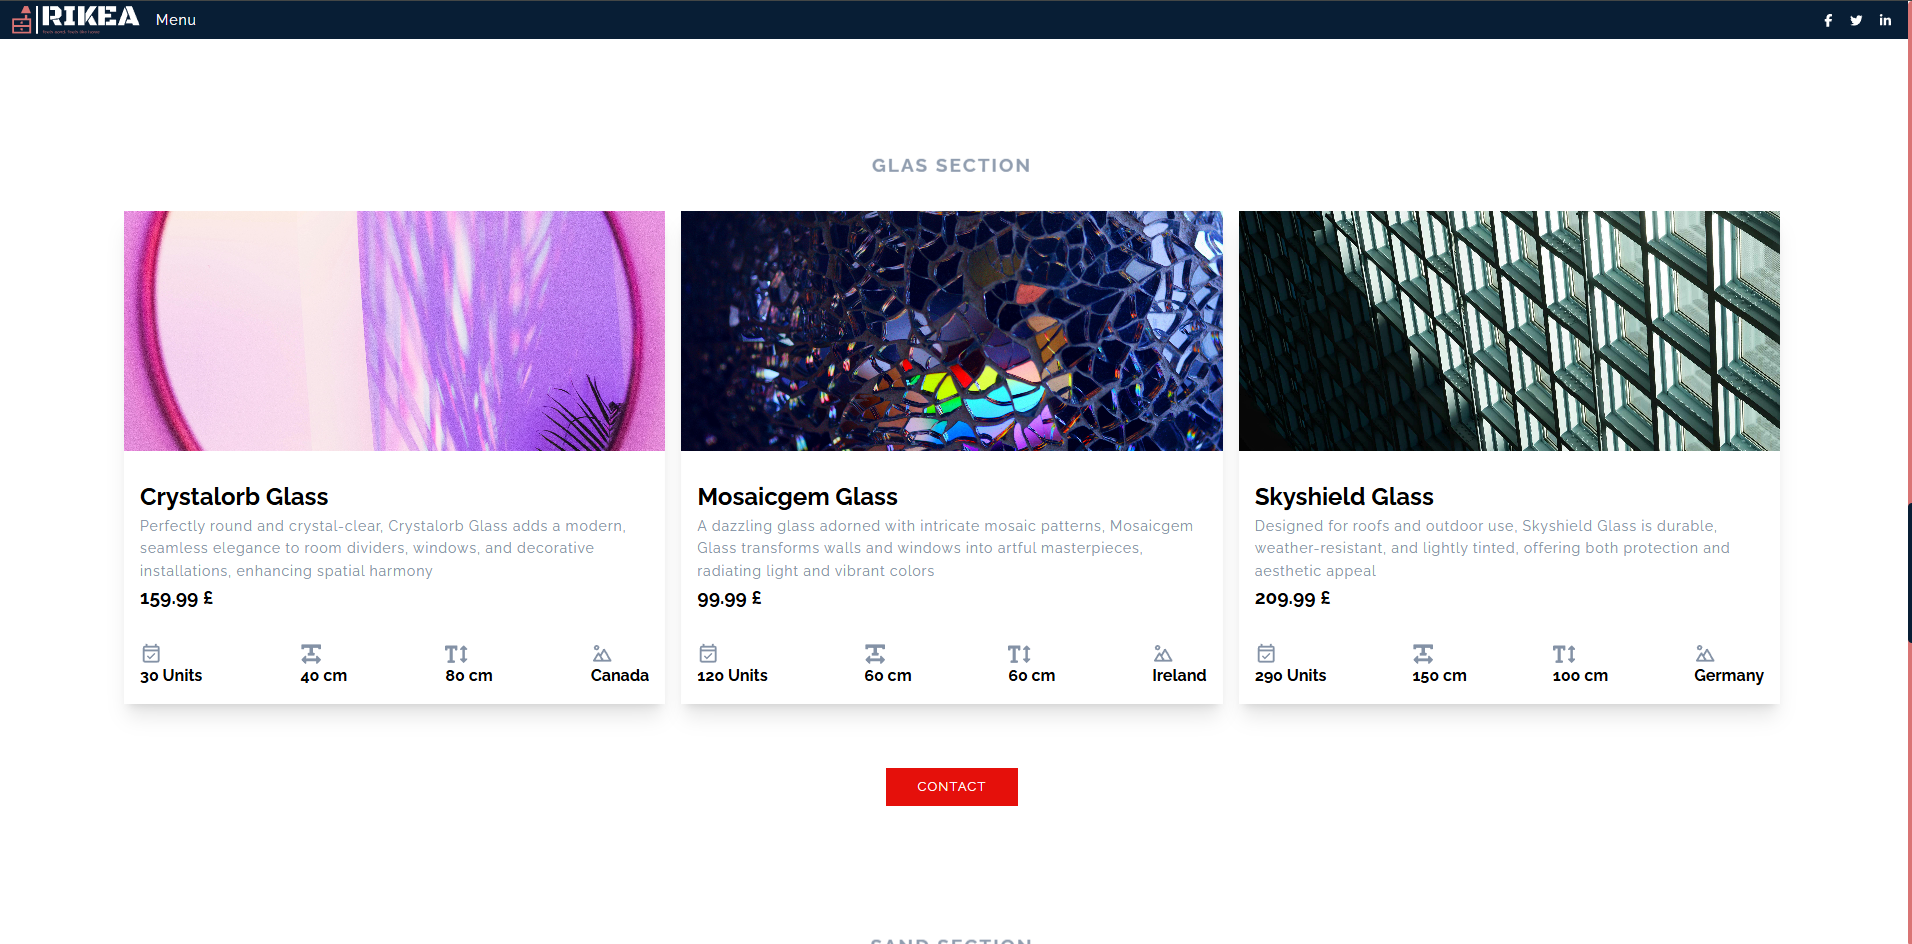 RIKEA
Menu
GLAS SECTION
Crystalorb Glass
Perfectly round and crystal-clear, Crystalorb Glass adds a modern,
seamless elegance to room dividers, windows, and decorative
installations, enhancing spatial harmony
159.99 £
30 Units
40 cm
80 cm
Canada
Mosaicgem Glass
A dazzling glass adorned with intricate mosaic patterns, Mosaicgem
Glass transforms walls and windows into artful masterpieces,
radiating light and vibrant colors
99.99 £
120 Units
60 cm
60 cm
Ireland
Skyshield Glass
Designed for roofs and outdoor use, Skyshield Glass is durable,
weather-resistant, and lightly tinted, offering both protection and
aesthetic appeal
209.99 £
290 Units
150 cm
100 cm
Germany
CONTACT
SAND SECTION